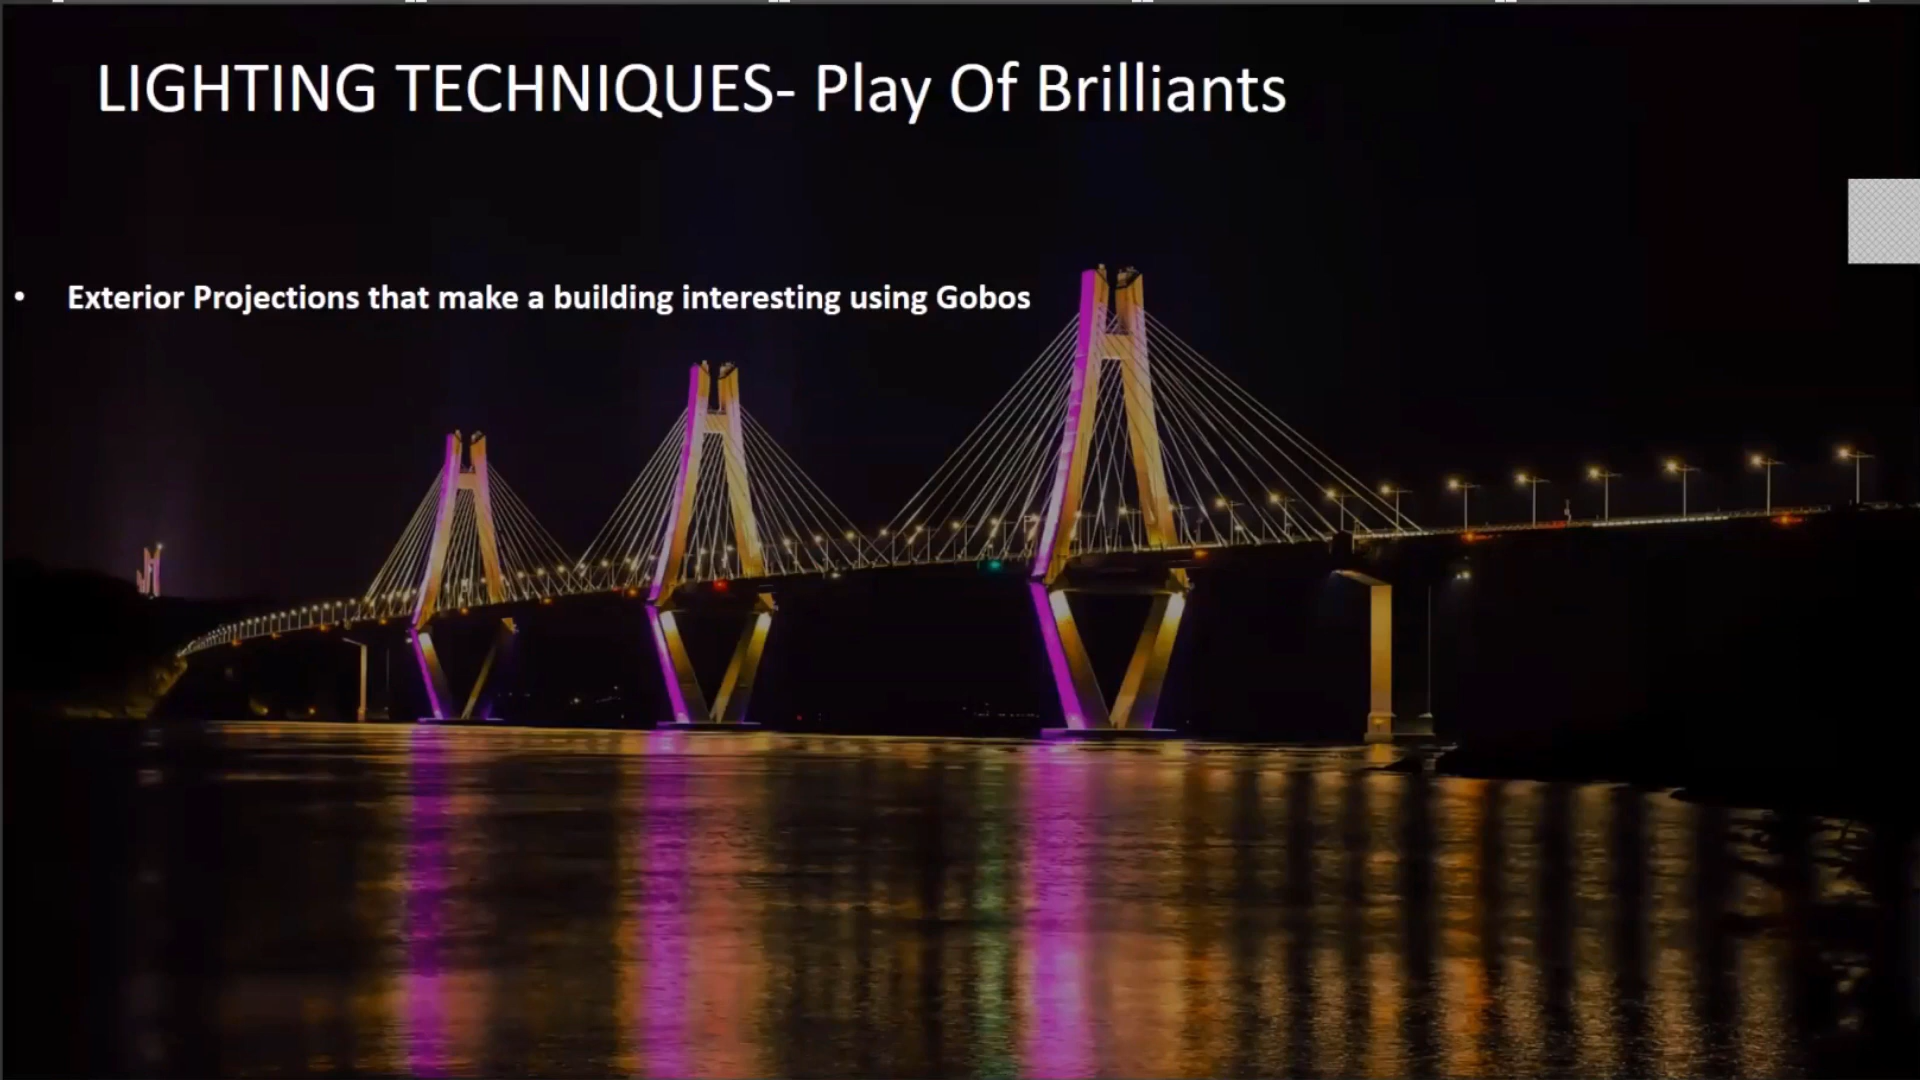 LIGHTING TECHNIQUES- Play Of Brilliants
• Exterior Projections that make a building interesting using Gobos